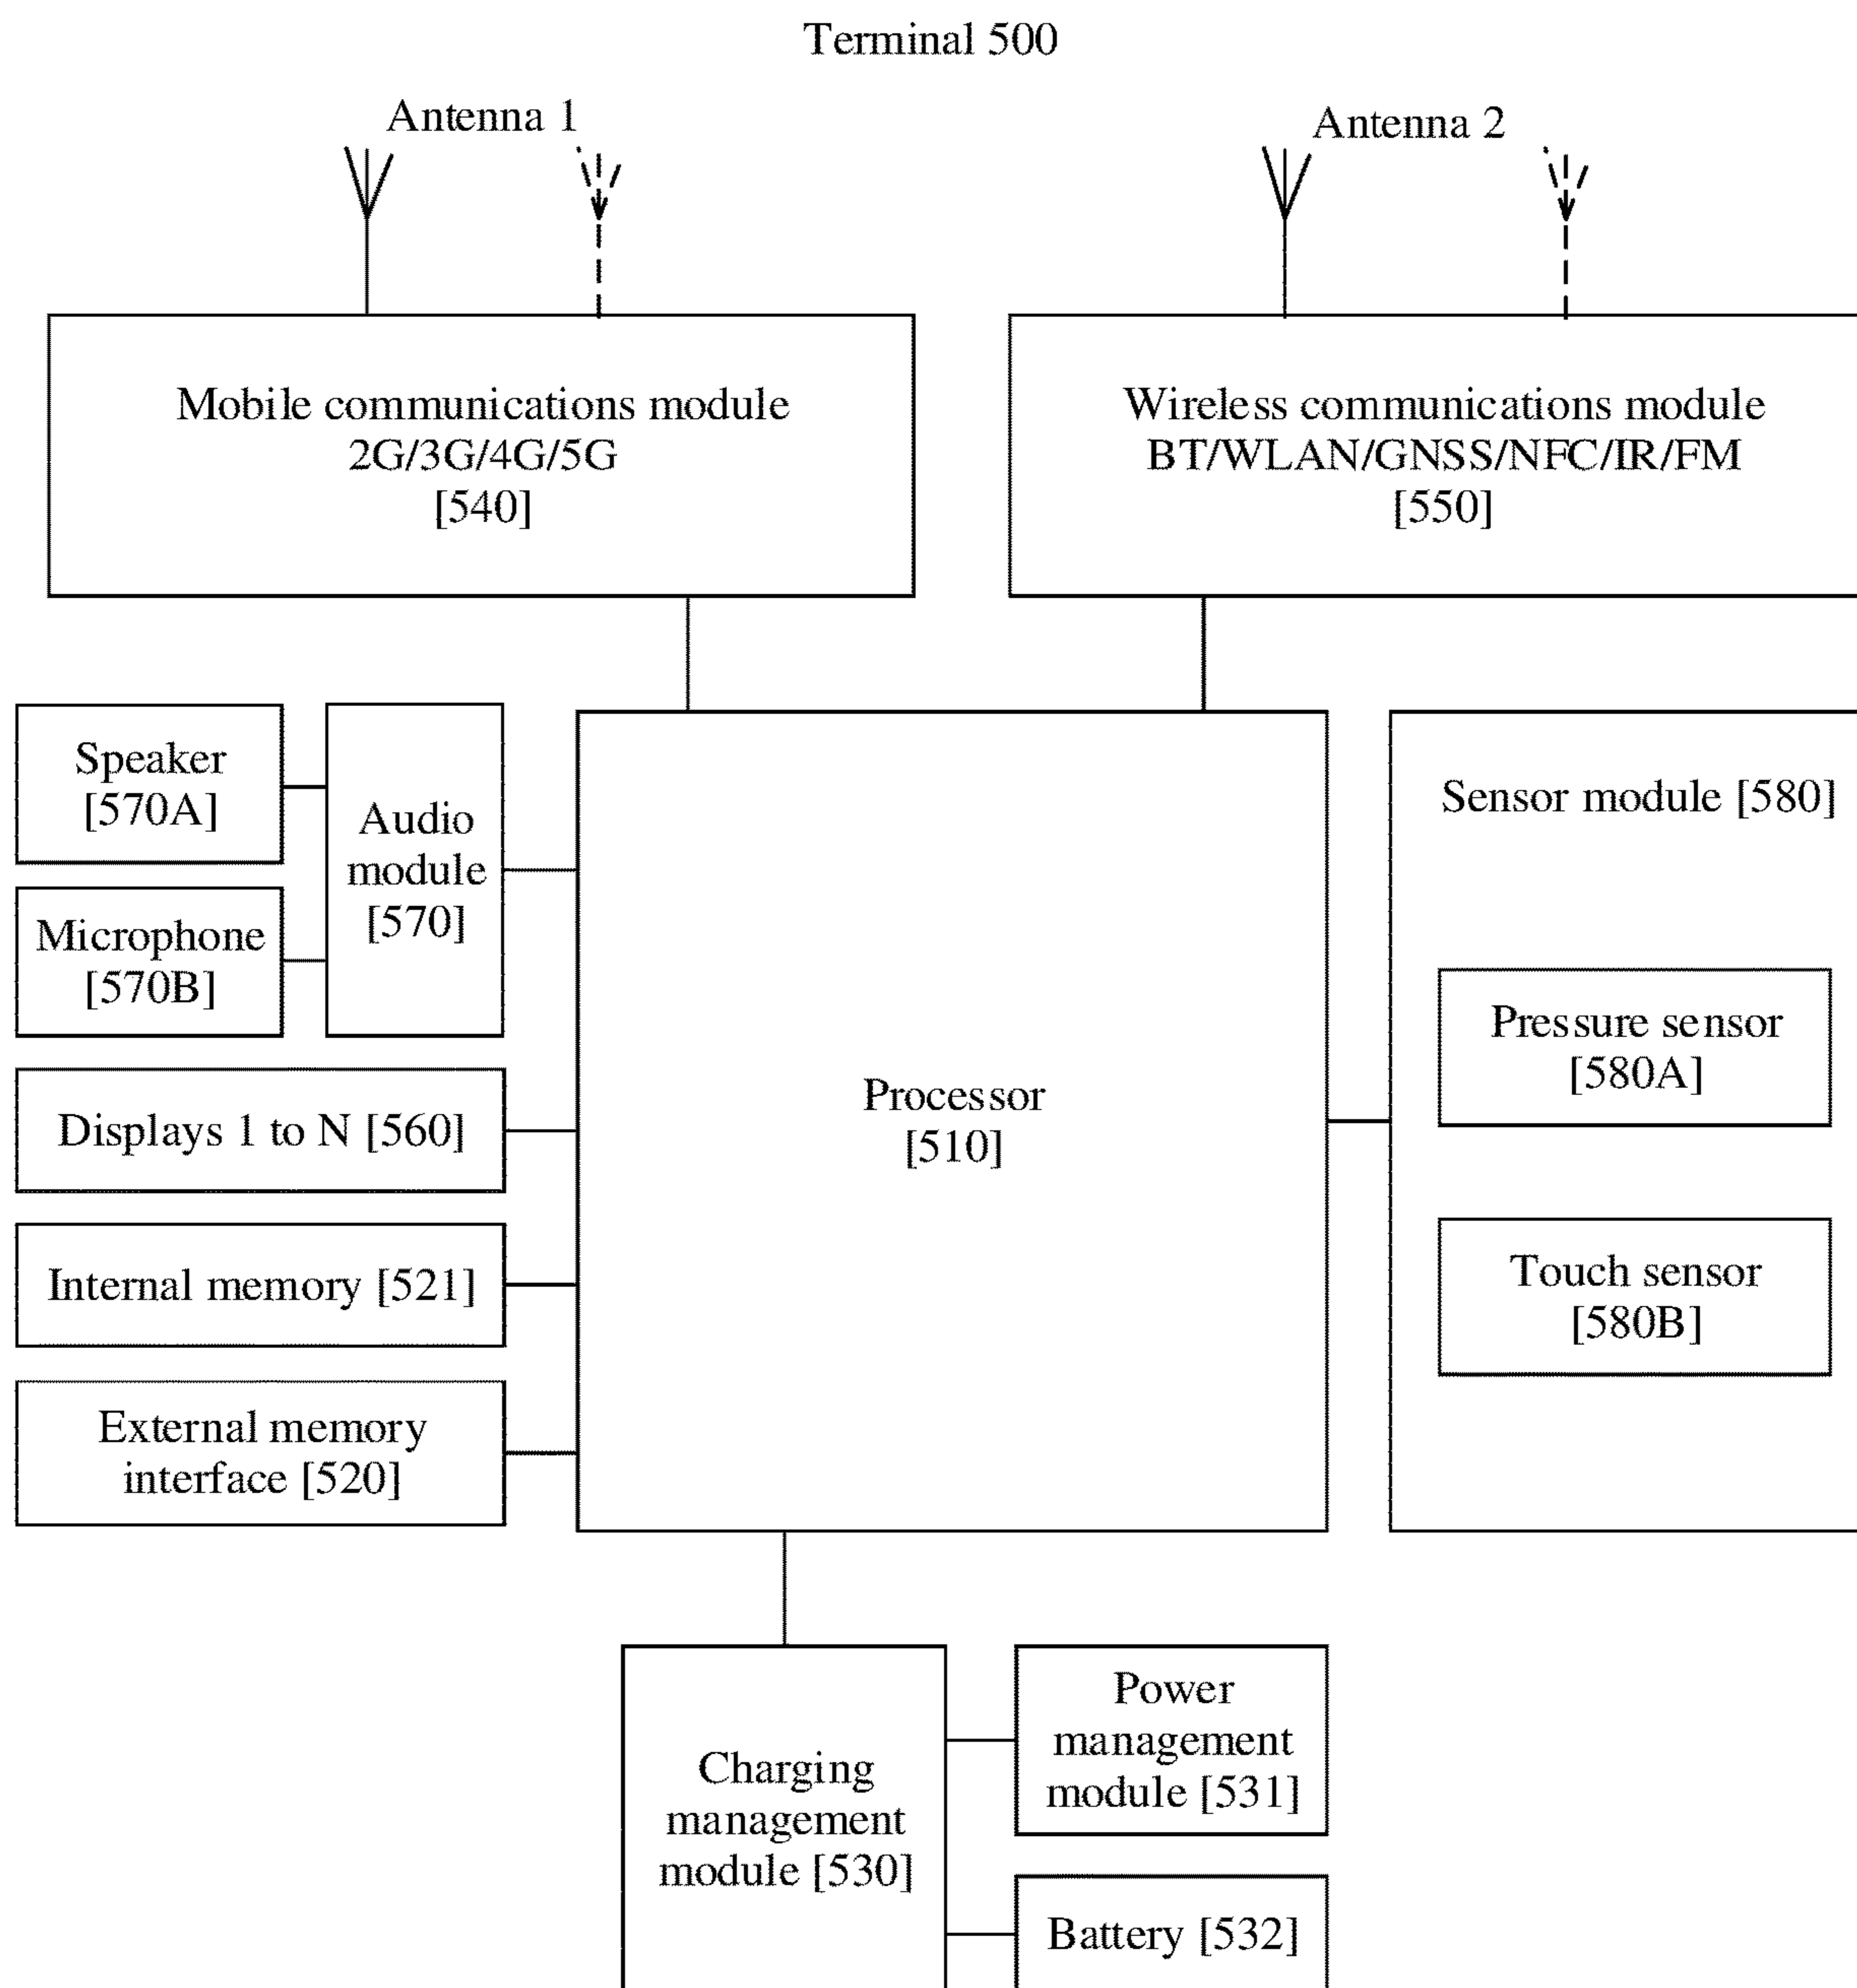 Terminal 500
Antenna 1
Antenna 2
Mobile communications module
2G/3G/4G/5G
[540]
Wireless communications module
BT/WLAN/GNSS/NFC/IR/FM
[550]
Speaker
[570A]
Microphone
[570B]
Audio
module
[570]
Displays 1 to N [560]
Internal memory [521]
External memory
interface [520]
Processor
[510]
Sensor module [580]
Pressure sensor
[580A]
Touch sensor
[580B]
Charging
management
module [530]
Power
management
module [531]
Battery [532]